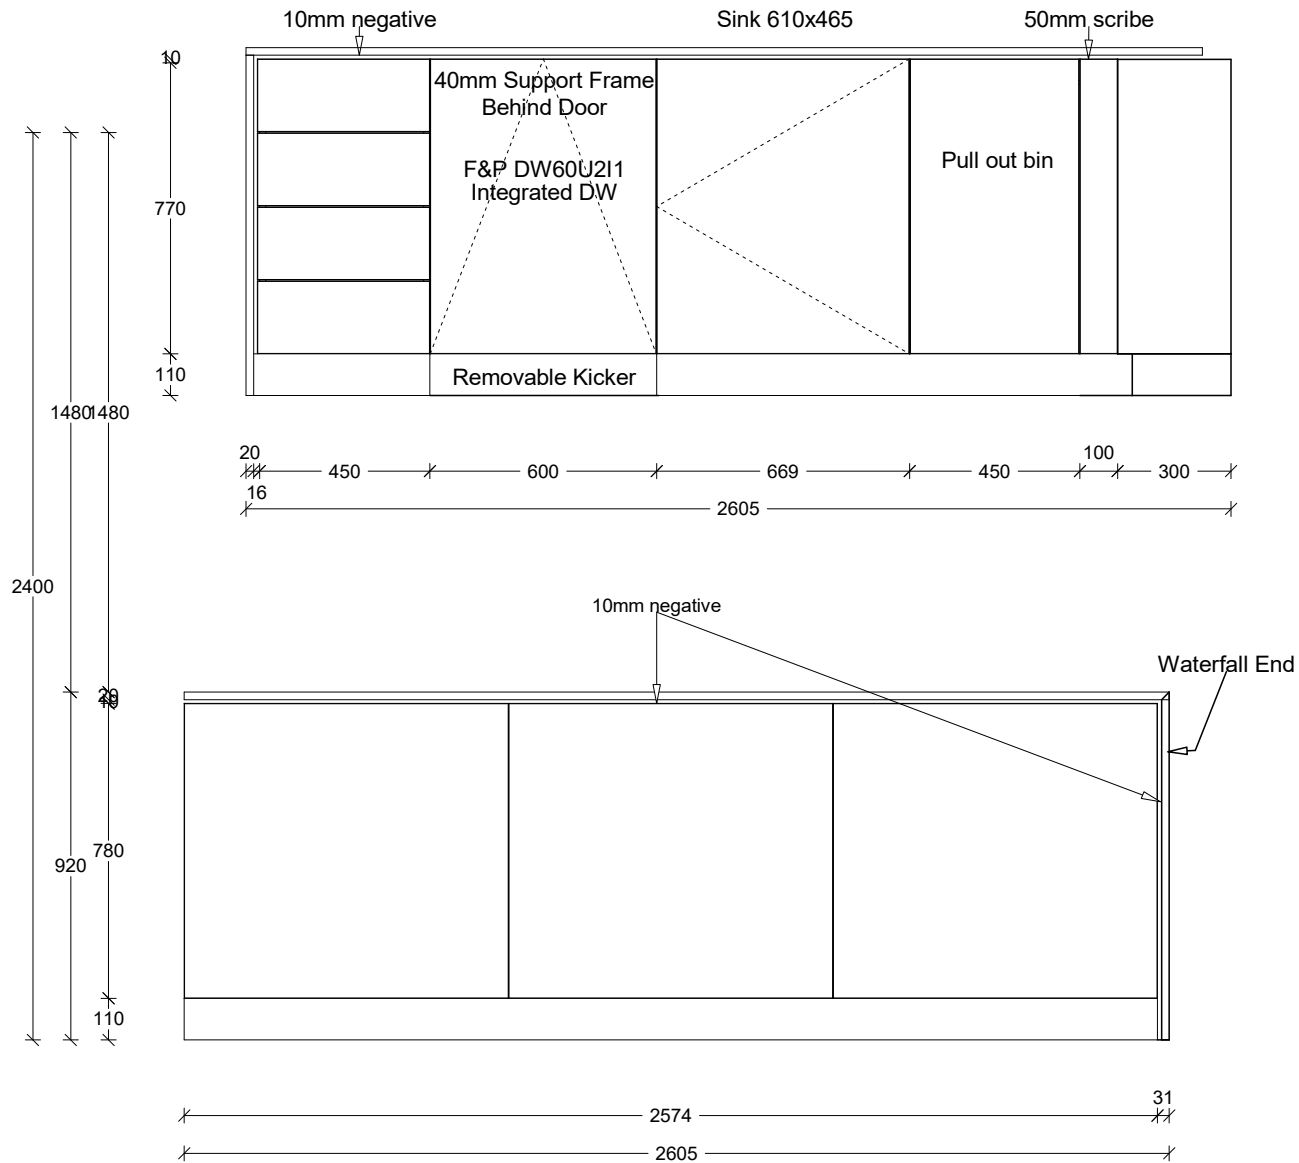 10mm negative
Sink 610x465
50mm scribe
10
40mm Support Frame
Behind Door
F&P DW60U2I1
Integrated DW
Pull out bin
770
110
Removable Kicker
1480
1480
20
450
600
669
450
100
300
16
2605
2400
10mm negative
Waterfall End
20
10
780
920
110
31
2574
2605